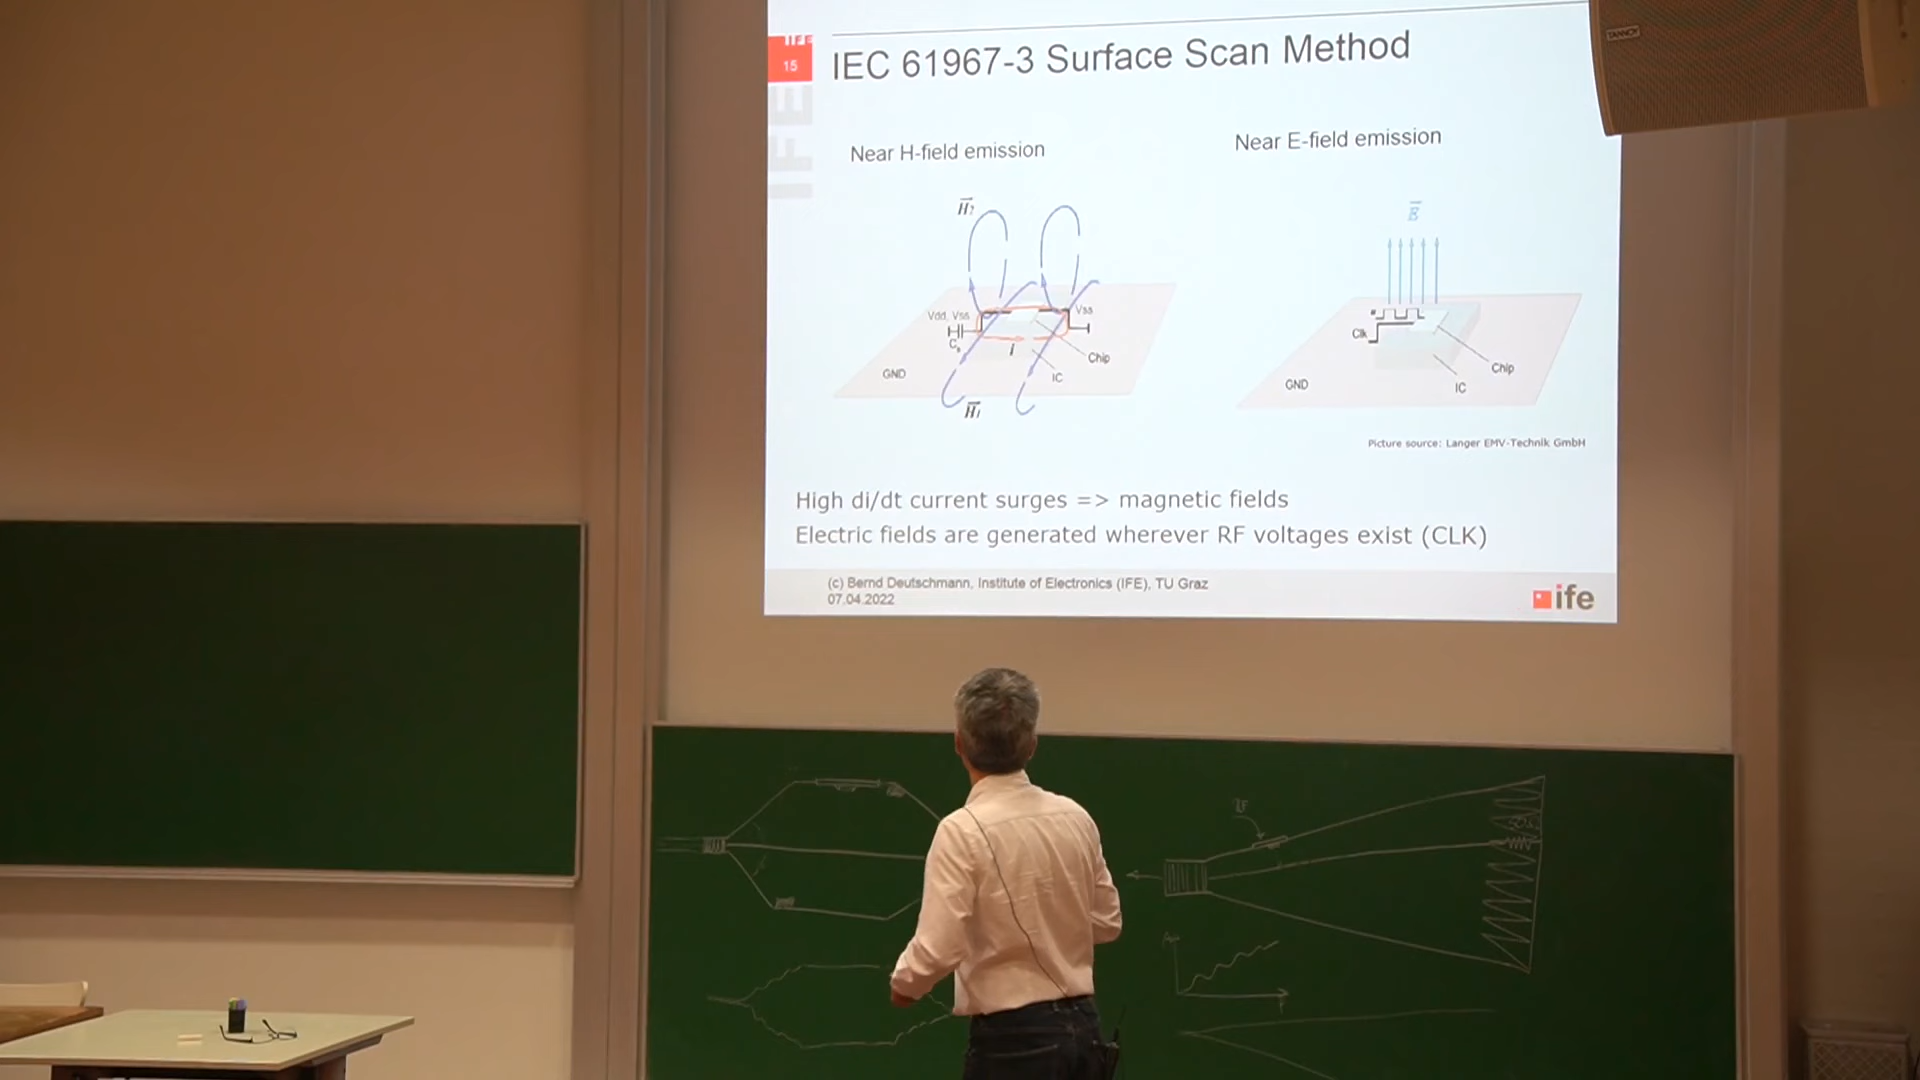 IFE
15
IEC 61967-3 Surface Scan Method
IFE
Near H-field emission
Near E-field emission
H₂
E
Vdd, Vss
Vss
Clk
i
Chip
Chip
GND
IC
GND
IC
H₁
Picture source: Langer EMV-Technik GmbH
High di/dt current surges => magnetic fields
Electric fields are generated wherever RF voltages exist (CLK)
(c) Bernd Deutschmann, Institute of Electronics (IFE), TU Graz
07.04.2022
ife
TANNOY